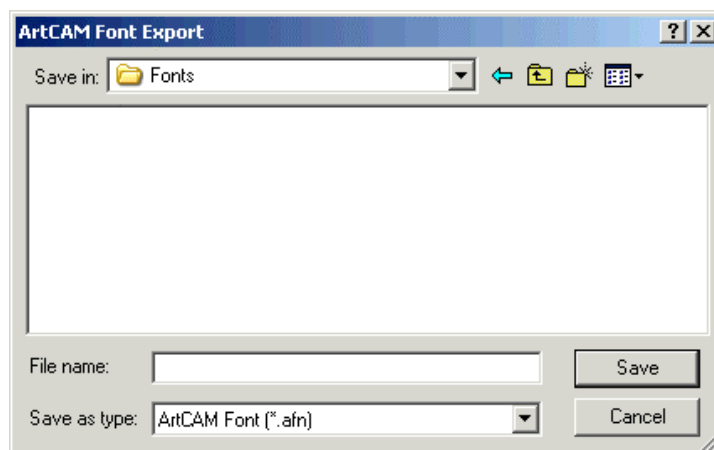 ArtCAM Font Export
Save in: Fonts
File name:
Save
Save as type: ArtCAM Font (*.afn)
Cancel